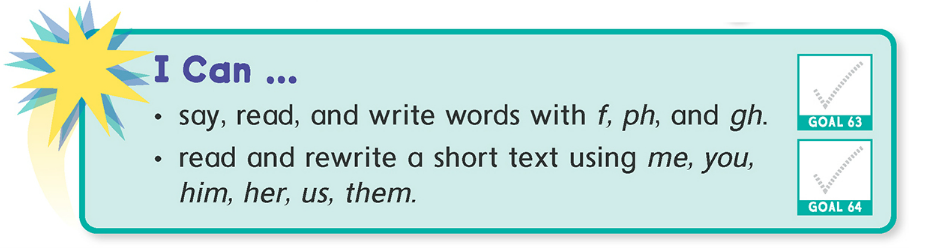 I Can ...
• say, read, and write words with f, ph, and gh.
GOAL 63
• read and rewrite a short text using me, you,
him, her, us, them.
GOAL 64